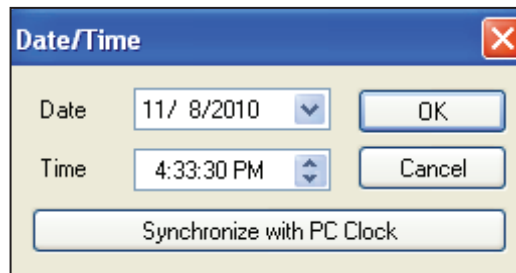 Date/Time
Date 11/ 8/2010 OK
Time 4:33:30 PM Cancel
Synchronize with PC Clock